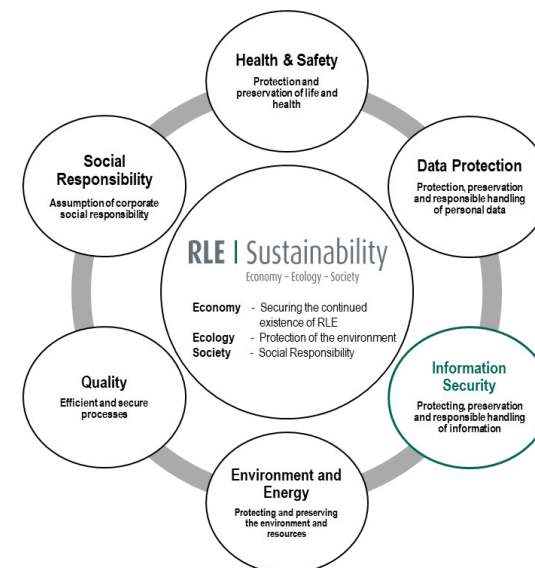 Health & Safety
Protection and
preservation of life and
health
Social
Responsibility
Assumption of corporate
social responsibility
Data Protection
Protection, preservation
and responsible handling
of personal data
RLE | Sustainability
Economy – Ecology – Society
Economy - Securing the continued
existence of RLE
Ecology - Protection of the environment
Society - Social Responsibility
Quality
Efficient and secure
processes
Information
Security
Protecting, preservation
and responsible handling
of information
Environment and
Energy
Protecting and preserving
the environment and
resources